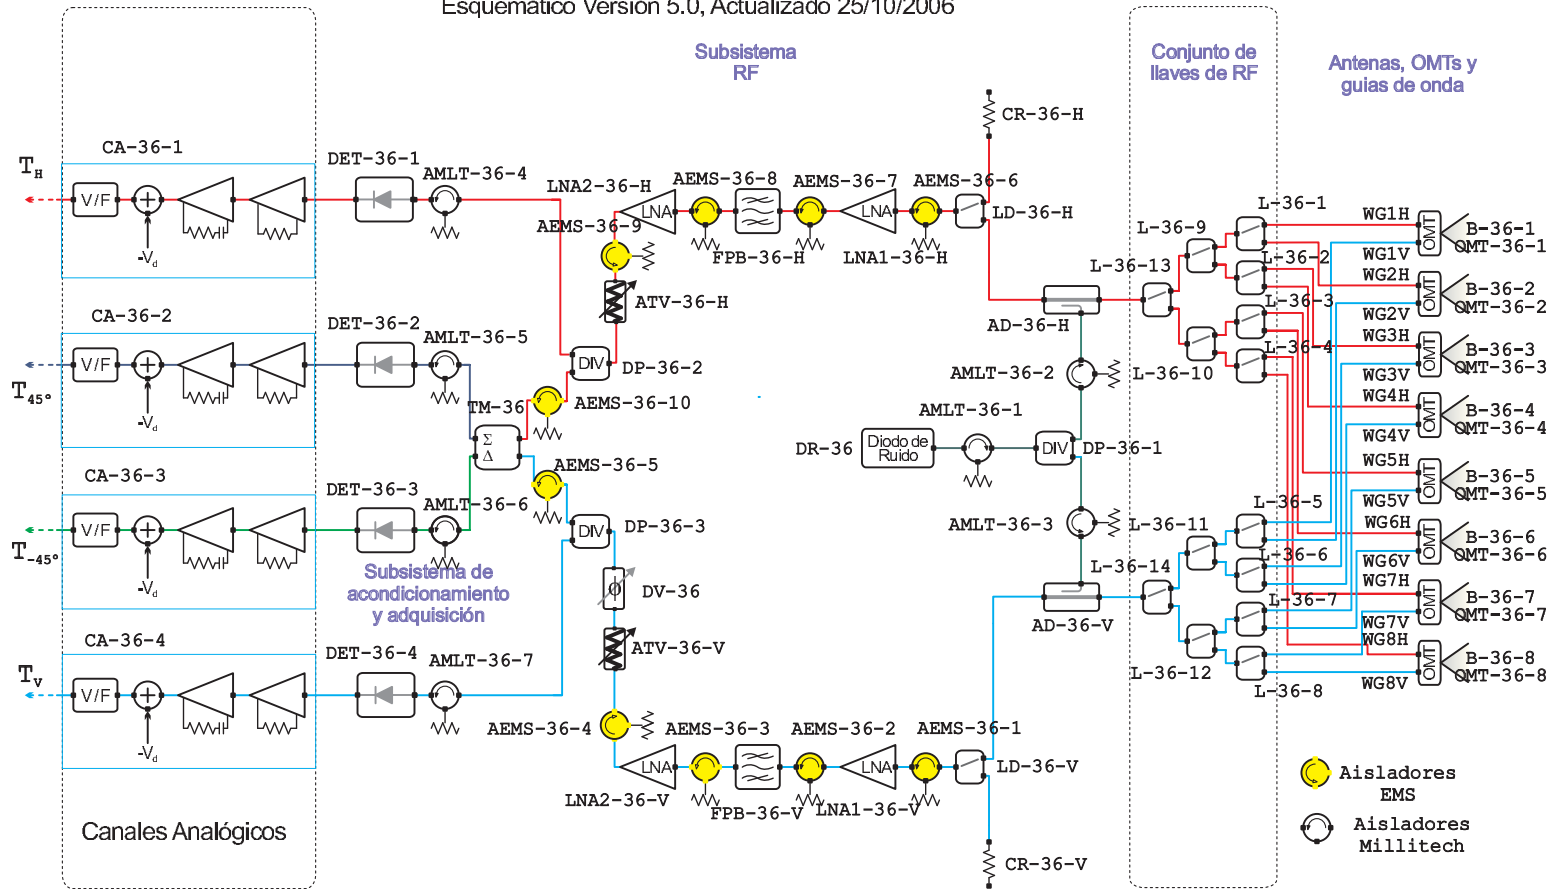 Esquemático Versión 5.0, Actualizado 25/10/2006
Subsistema
RF
Conjunto de
llaves de RF
Antenas, OMTs y
guias de onda
CR-36-H
CA-36-1
DET-36-1
AMLT-36-4
LNA2-36-H
AEMS-36-8
AEMS-36-7
AEMS-36-6
T_H
V/F
-V_d
LNA
LNA
LD-36-H
AEMS-36-9
FPB-36-H
LNA1-36-H
ATV-36-H
L-36-1
L-36-9
L-36-2
L-36-13
L-36-3
L-36-4
L-36-10
AD-36-H
WG1H
WG1V
OMT
B-36-1
OMT-36-1
WG2H
WG2V
OMT
B-36-2
OMT-36-2
WG3H
WG3V
OMT
B-36-3
OMT-36-3
WG4H
WG4V
OMT
B-36-4
OMT-36-4
WG5H
WG5V
OMT
B-36-5
OMT-36-5
WG6H
WG6V
OMT
B-36-6
OMT-36-6
WG7H
WG7V
OMT
B-36-7
OMT-36-7
WG8H
WG8V
OMT
B-36-8
OMT-36-8
CA-36-2
DET-36-2
AMLT-36-5
T_45°
V/F
-V_d
DIV
DP-36-2
TM-36
AEMS-36-10
Σ
Δ
AMLT-36-2
AMLT-36-1
DR-36
Diodo de
Ruido
DIV
DP-36-1
AMLT-36-3
CA-36-3
DET-36-3
AMLT-36-6
AEMS-36-5
T_-45°
V/F
-V_d
DIV
DP-36-3
Subsistema de
acondicionamiento
y adquisición
ϕ
DV-36
ATV-36-V
L-36-5
L-36-11
L-36-6
L-36-14
L-36-7
L-36-12
L-36-8
AD-36-V
CA-36-4
DET-36-4
AMLT-36-7
T_V
V/F
-V_d
AEMS-36-4
AEMS-36-3
AEMS-36-2
AEMS-36-1
LNA
LNA
LD-36-V
LNA2-36-V
FPB-36-V
LNA1-36-V
CR-36-V
Canales Analógicos
Aisladores
EMS
Aisladores
Millitech